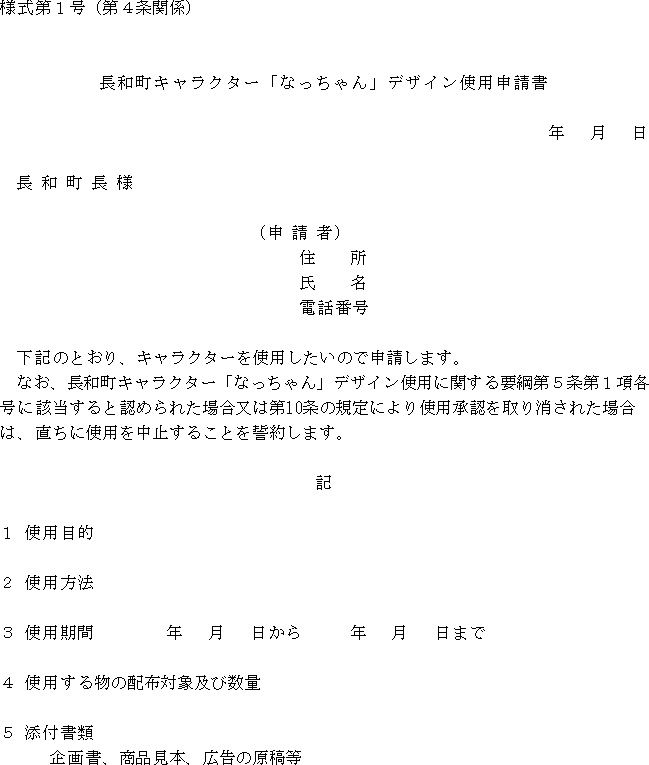 様式第１号（第４条関係）
長和町キャラクター「なっちゃん」デザイン使用申請書
年　月　日
長 和 町 長 様
（申 請 者）
住　　所
氏　　名
電話番号
下記のとおり、キャラクターを使用したいので申請します。
なお、長和町キャラクター「なっちゃん」デザイン使用に関する要綱第５条第１項各
号に該当すると認められた場合又は第10条の規定により使用承認を取り消された場合
は、直ちに使用を中止することを誓約します。
記
１ 使用目的
２ 使用方法
３ 使用期間　　　　年　月　日から　　　年　月　日まで
４ 使用する物の配布対象及び数量
５ 添付書類
企画書、商品見本、広告の原稿等